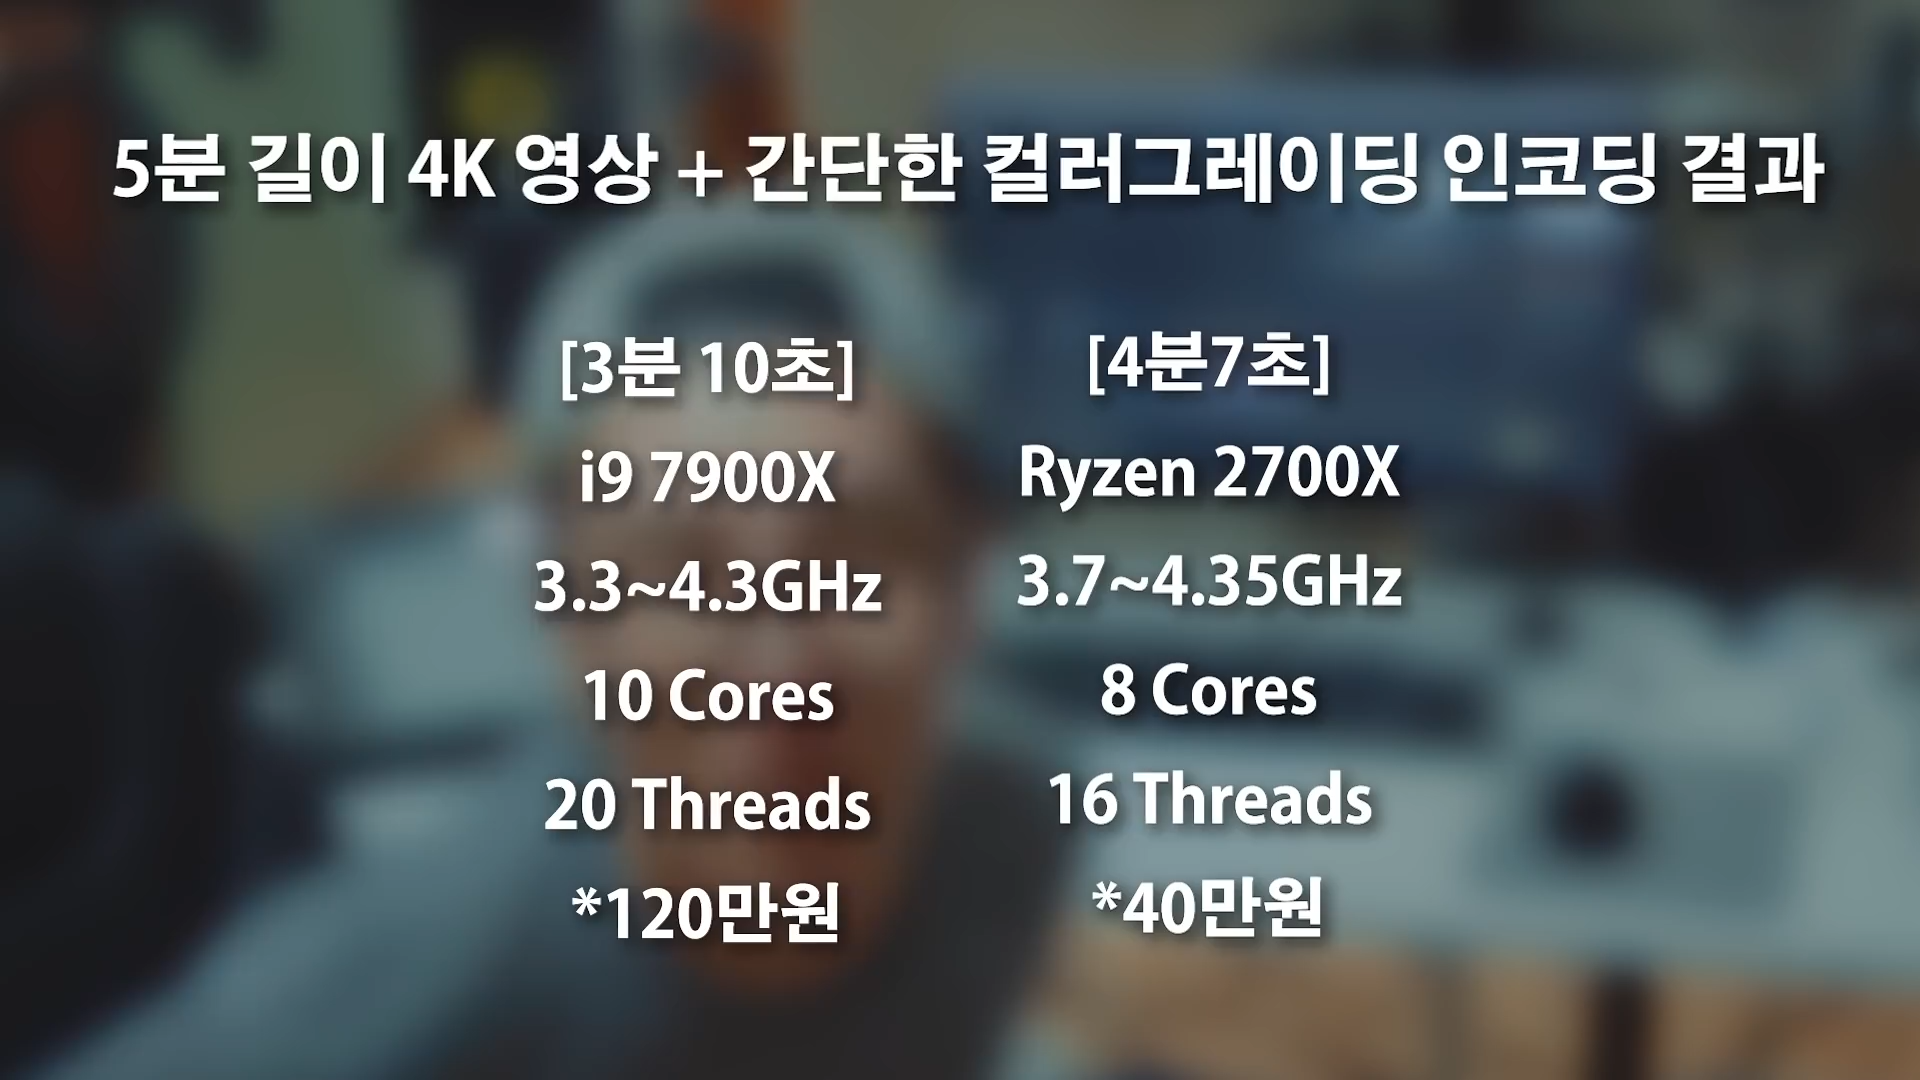 5분 길이 4K 영상 + 간단한 컬러그레이딩 인코딩 결과
[3분 10초]
i9 7900X
3.3~4.3GHz
10 Cores
20 Threads
*120만원
[4분7초]
Ryzen 2700X
3.7~4.35GHz
8 Cores
16 Threads
*40만원